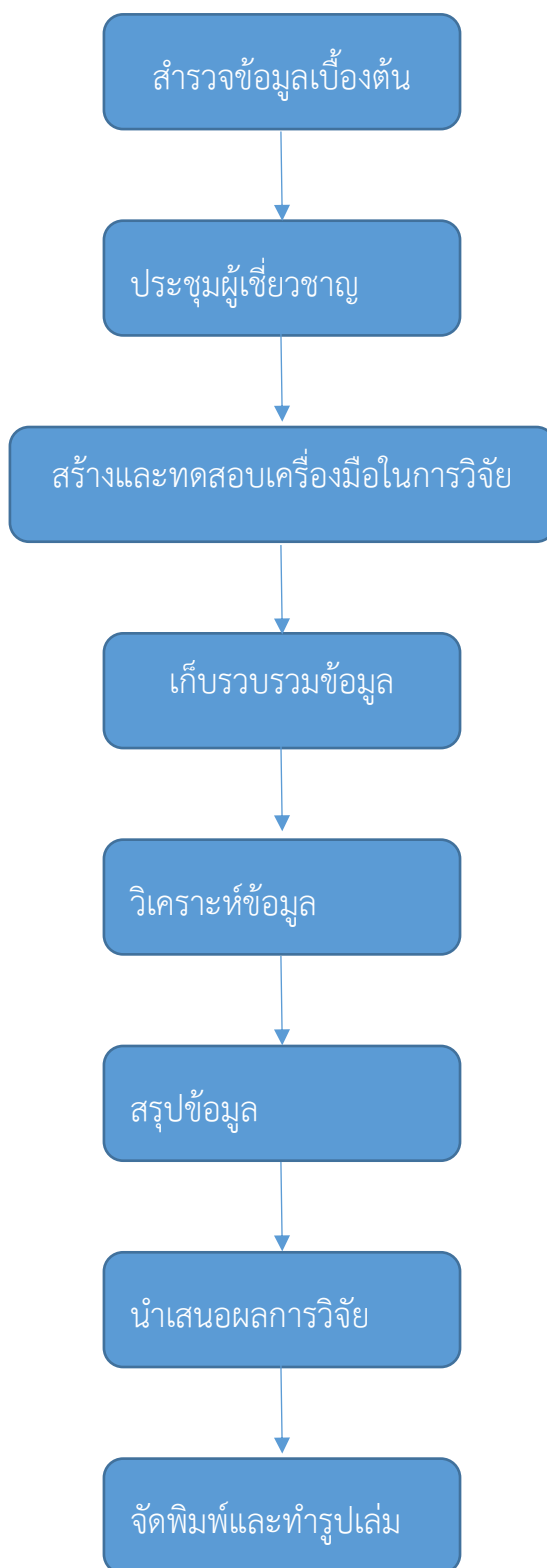 สำรวจข้อมูลเบื้องต้น
ประชุมผู้เชี่ยวชาญ
สร้างและทดสอบเครื่องมือในการวิจัย
เก็บรวบรวมข้อมูล
วิเคราะห์ข้อมูล
สรุปข้อมูล
นำเสนอผลการวิจัย
จัดพิมพ์และทำรูปเล่ม